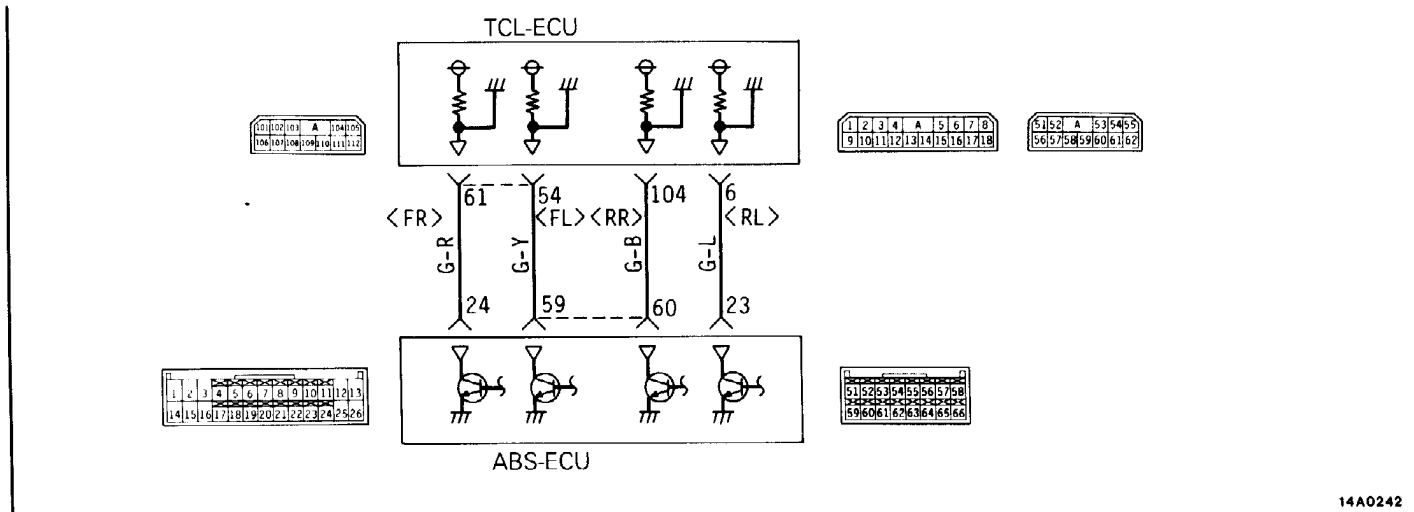 TCL-ECU
101 102 103 A 104 105
106 107 108 109 110 111 112
1 2 3 4 A 5 6 7 8
9 10 11 12 13 14 15 16 17 18
51 52 A 53 54 55
56 57 58 59 60 61 62
61 54 104 6
<FR> <FL> <RR> <RL>
G-R G-Y G-B G-L
24 59 60 23
1 2 3 4 5 6 7 8 9 10 11 12 13
14 15 16 17 18 19 20 21 22 23 24 25 26
51 52 53 54 55 56 57 58
59 60 61 62 63 64 65 66
ABS-ECU
14A0242